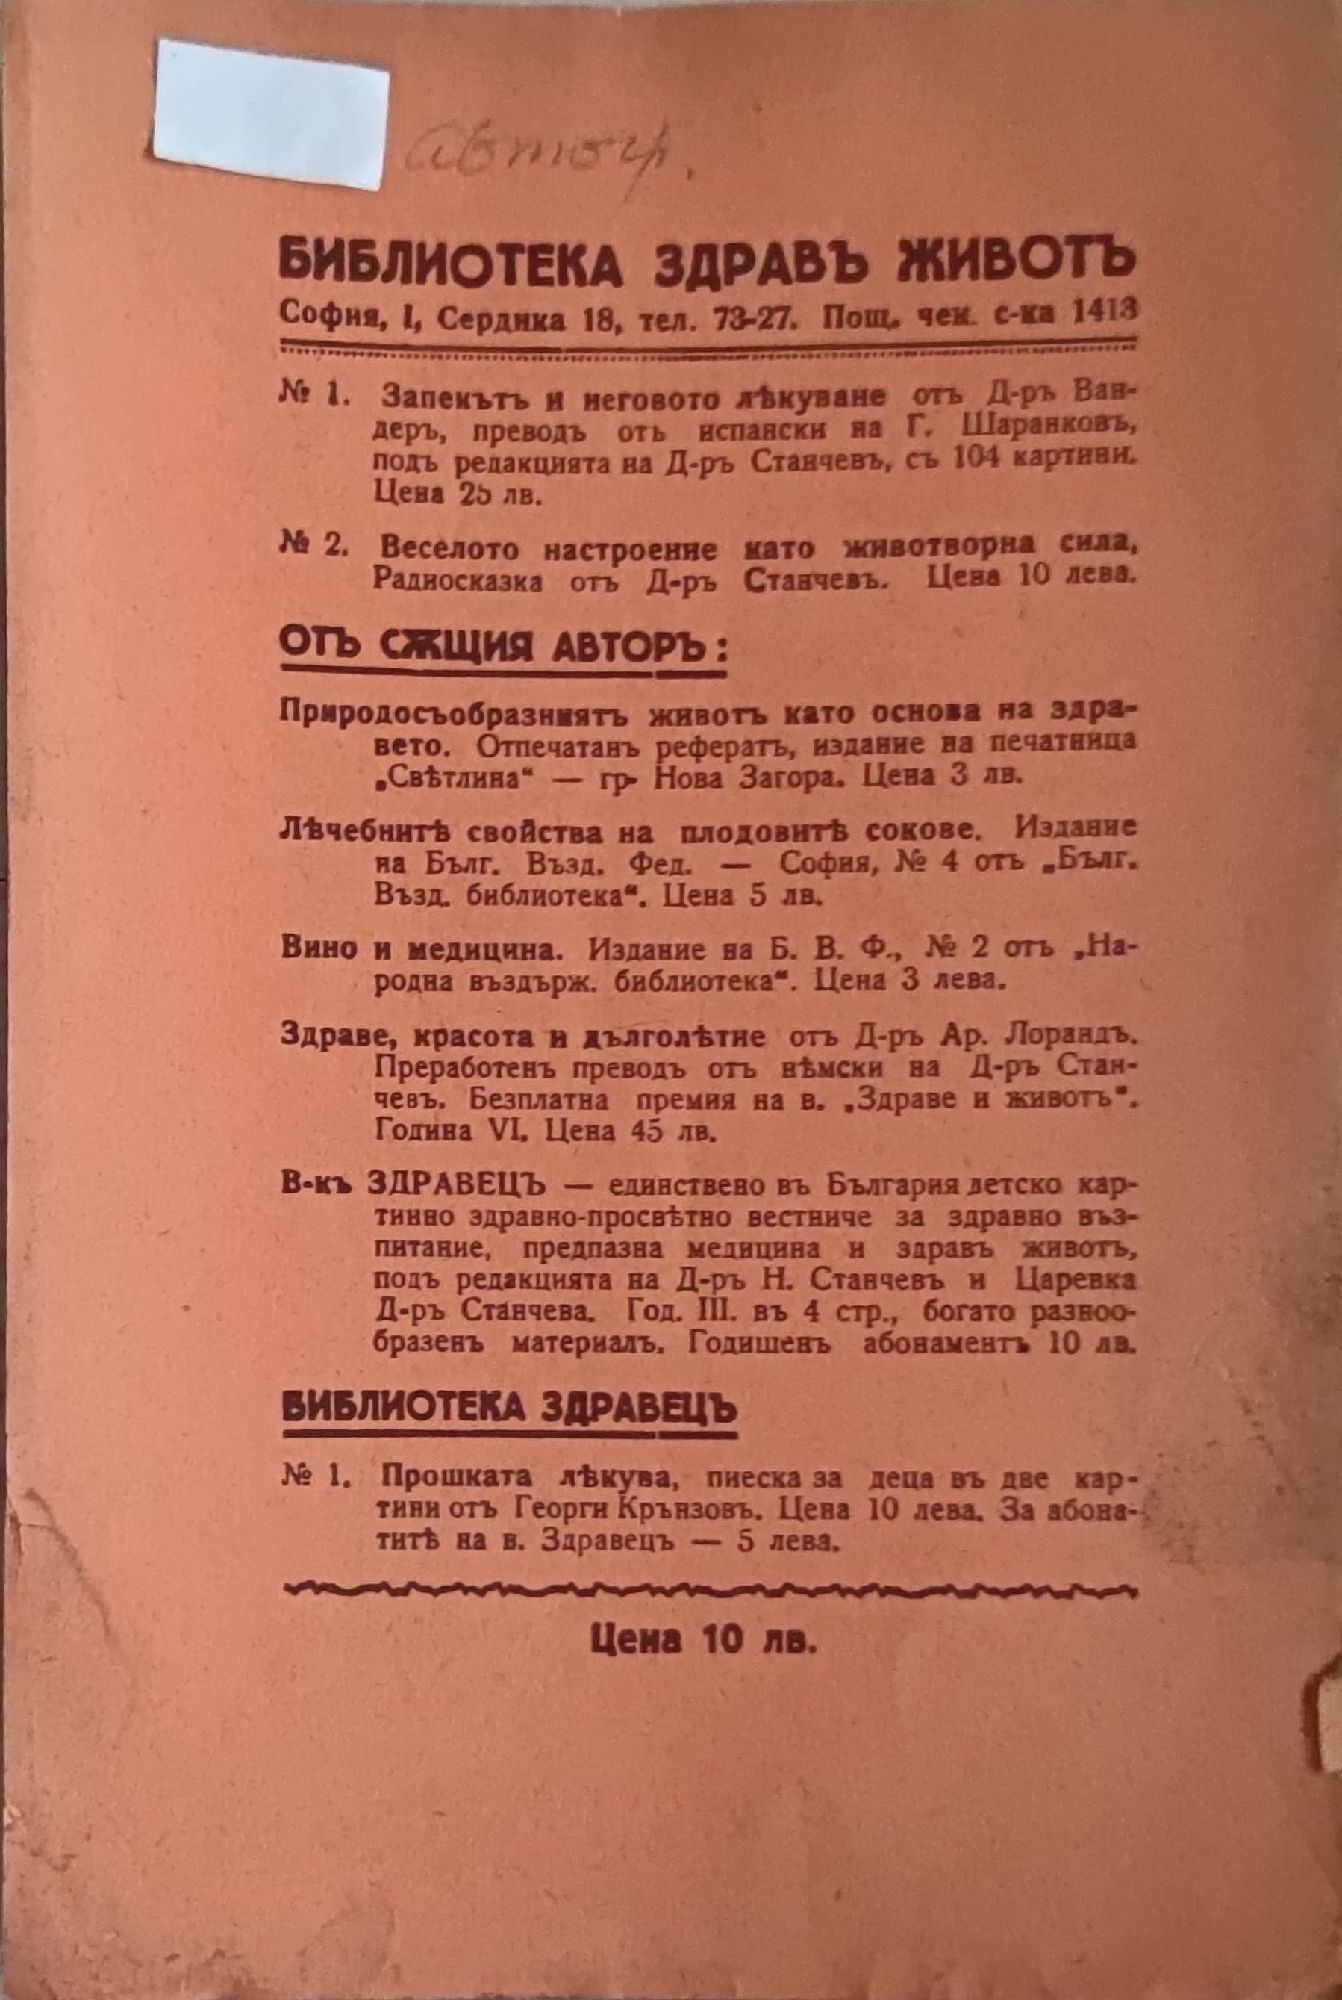 автогр.
БИБЛИОТЕКА ЗДРАВЪ ЖИВОТЪ
София, I, Сердика 18, тел. 73-27. Пощ. чек. с-ка 1413
№ 1. Запекътъ и неговото лѣкуване отъ Д-ръ Ван-
деръ, преводъ отъ испански на Г. Шаранковъ,
подъ редакцията на Д-ръ Станчевъ, съ 104 картини.
Цена 25 лв.
№ 2. Веселото настроение като животворна сила,
Радиосказка отъ Д-ръ Станчевъ. Цена 10 лева.
ОТЪ СѪЩИЯ АВТОРЪ:
Природосъобразниятъ животъ като основа на здра-
вето. Отпечатанъ рефератъ, издание на печатница
„Свѣтлина“ — гр. Нова Загора. Цена 3 лв.
Лѣчебнитѣ свойства на плодовитѣ сокове. Издание
на Бълг. Възд. Фед. — София, № 4 отъ „Бълг.
Възд. библиотека“. Цена 5 лв.
Вино и медицина. Издание на Б. В. Ф., № 2 отъ „На-
родна въздърж. библиотека“. Цена 3 лева.
Здраве, красота и дълголѣтие отъ Д-ръ Ар. Лорандъ.
Преработенъ преводъ отъ нѣмски на Д-ръ Стан-
чевъ. Безплатна премия на в. „Здраве и животъ“.
Година VI. Цена 45 лв.
В-къ ЗДРАВЕЦЪ — единствено въ България детско кар-
тинно здравно-просвѣтно вестниче за здравно въз-
питание, предпазна медицина и здравъ животъ,
подъ редакцията на Д-ръ Н. Станчевъ и Царевка
Д-ръ Станчева. Год. III. въ 4 стр., богато разноо-
бразенъ материалъ. Годишенъ абонаментъ 10 лв.
БИБЛИОТЕКА ЗДРАВЕЦЪ
№ 1. Прошката лѣкува, пиеска за деца въ две кар-
тини отъ Георги Крънзовъ. Цена 10 лева. За абона-
титѣ на в. Здравецъ — 5 лева.
Цена 10 лв.